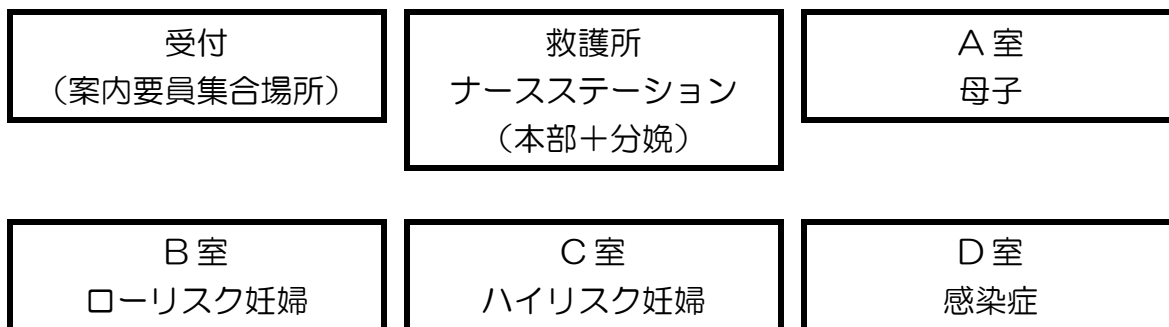 受付
（案内要員集合場所）
救護所
ナースステーション
（本部＋分娩）
A室
母子
B室
ローリスク妊婦
C室
ハイリスク妊婦
D室
感染症